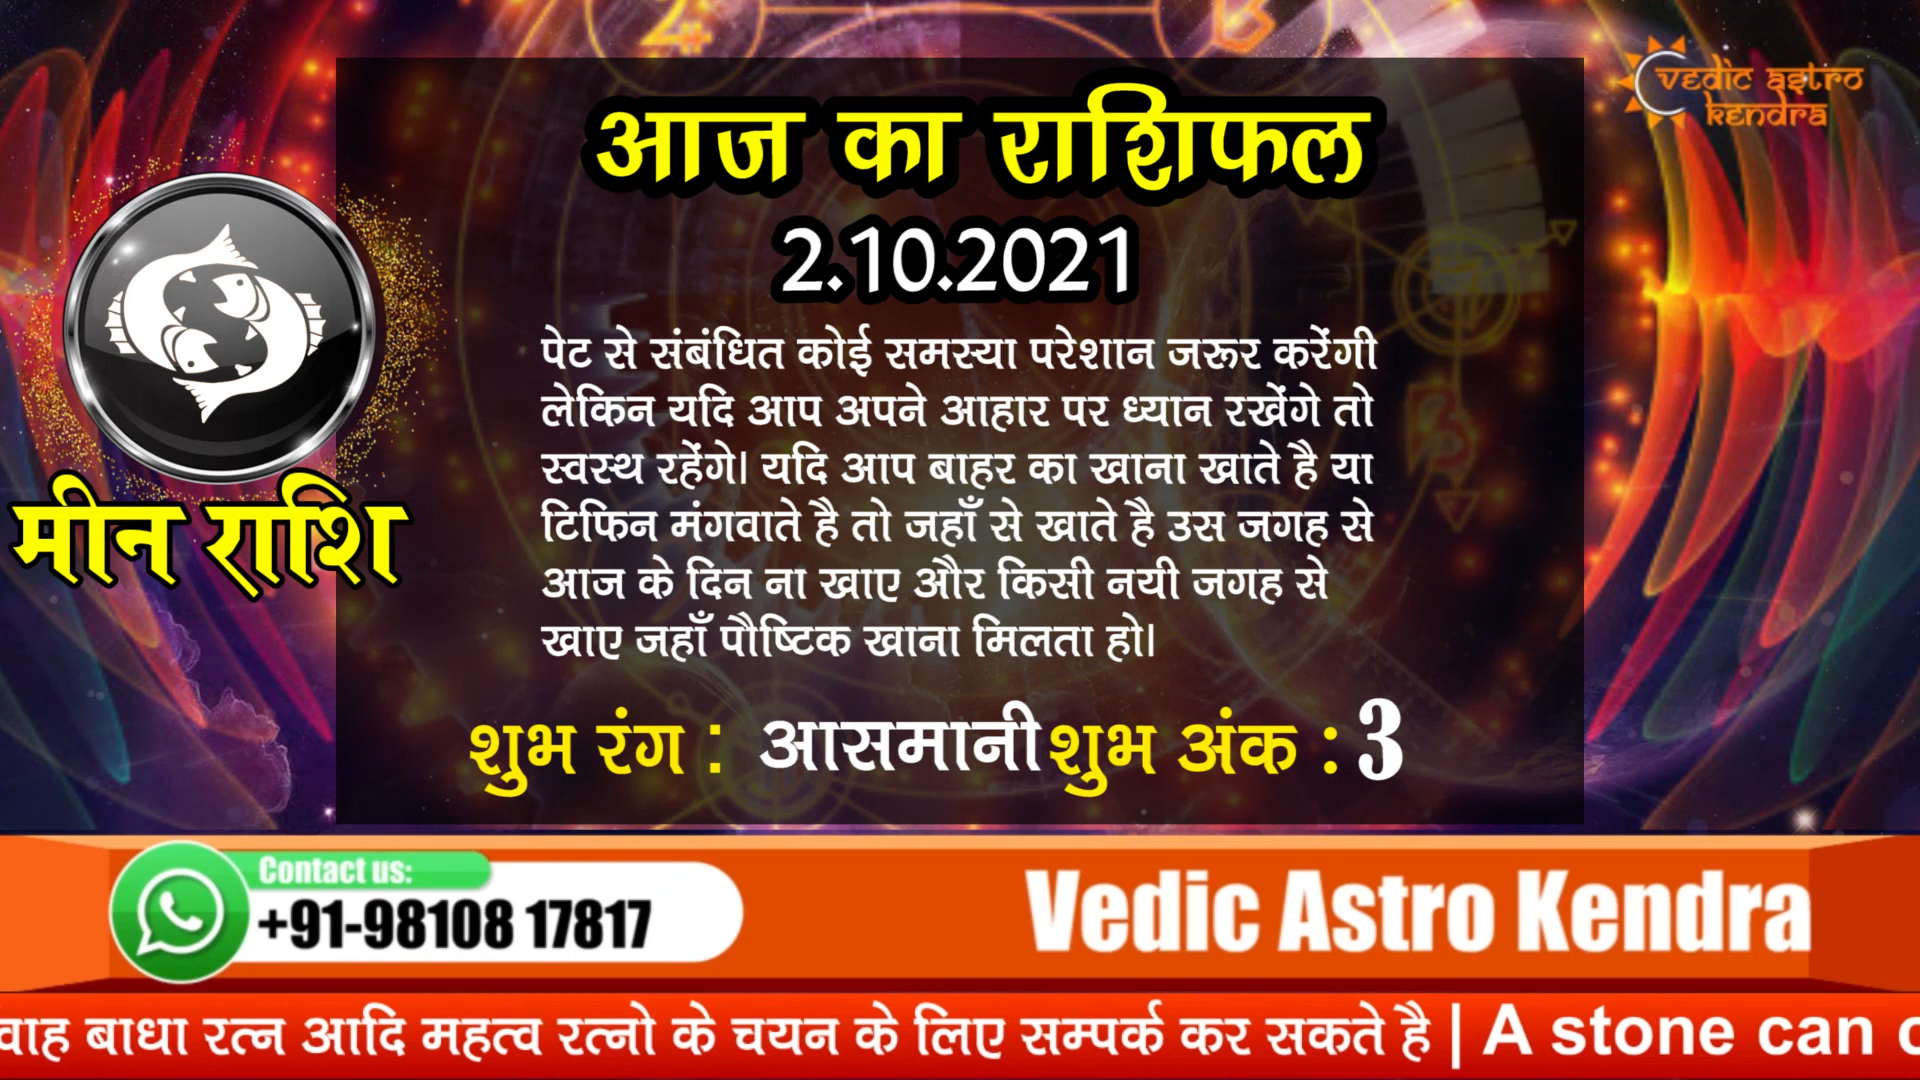 vedic astro
kendra
आज का राशिफल
2.10.2021
मीन राशि
पेट से संबंधित कोई समस्या परेशान जरूर करेंगी
लेकिन यदि आप अपने आहार पर ध्यान रखेंगे तो
स्वस्थ रहेंगे। यदि आप बाहर का खाना खाते है या
टिफिन मंगवाते है तो जहाँ से खाते है उस जगह से
आज के दिन ना खाए और किसी नयी जगह से
खाए जहाँ पौष्टिक खाना मिलता हो।
शुभ रंग : आसमानी शुभ अंक : 3
Contact us:
+91-98108 17817
Vedic Astro Kendra
वाह बाधा रत्न आदि महत्व रत्नो के चयन के लिए सम्पर्क कर सकते है | A stone can